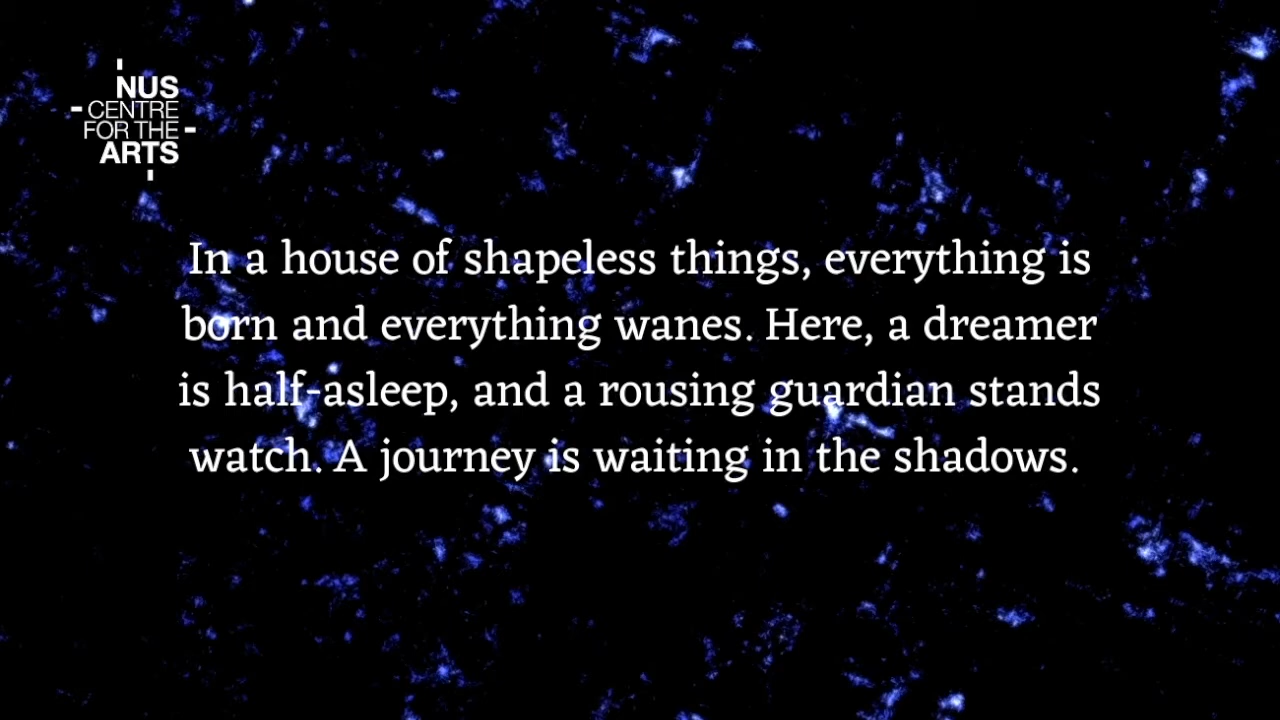 NUS
CENTRE
FOR THE
ARTS
In a house of shapeless things, everything is
born and everything wanes. Here, a dreamer
is half-asleep, and a rousing guardian stands
watch. A journey is waiting in the shadows.